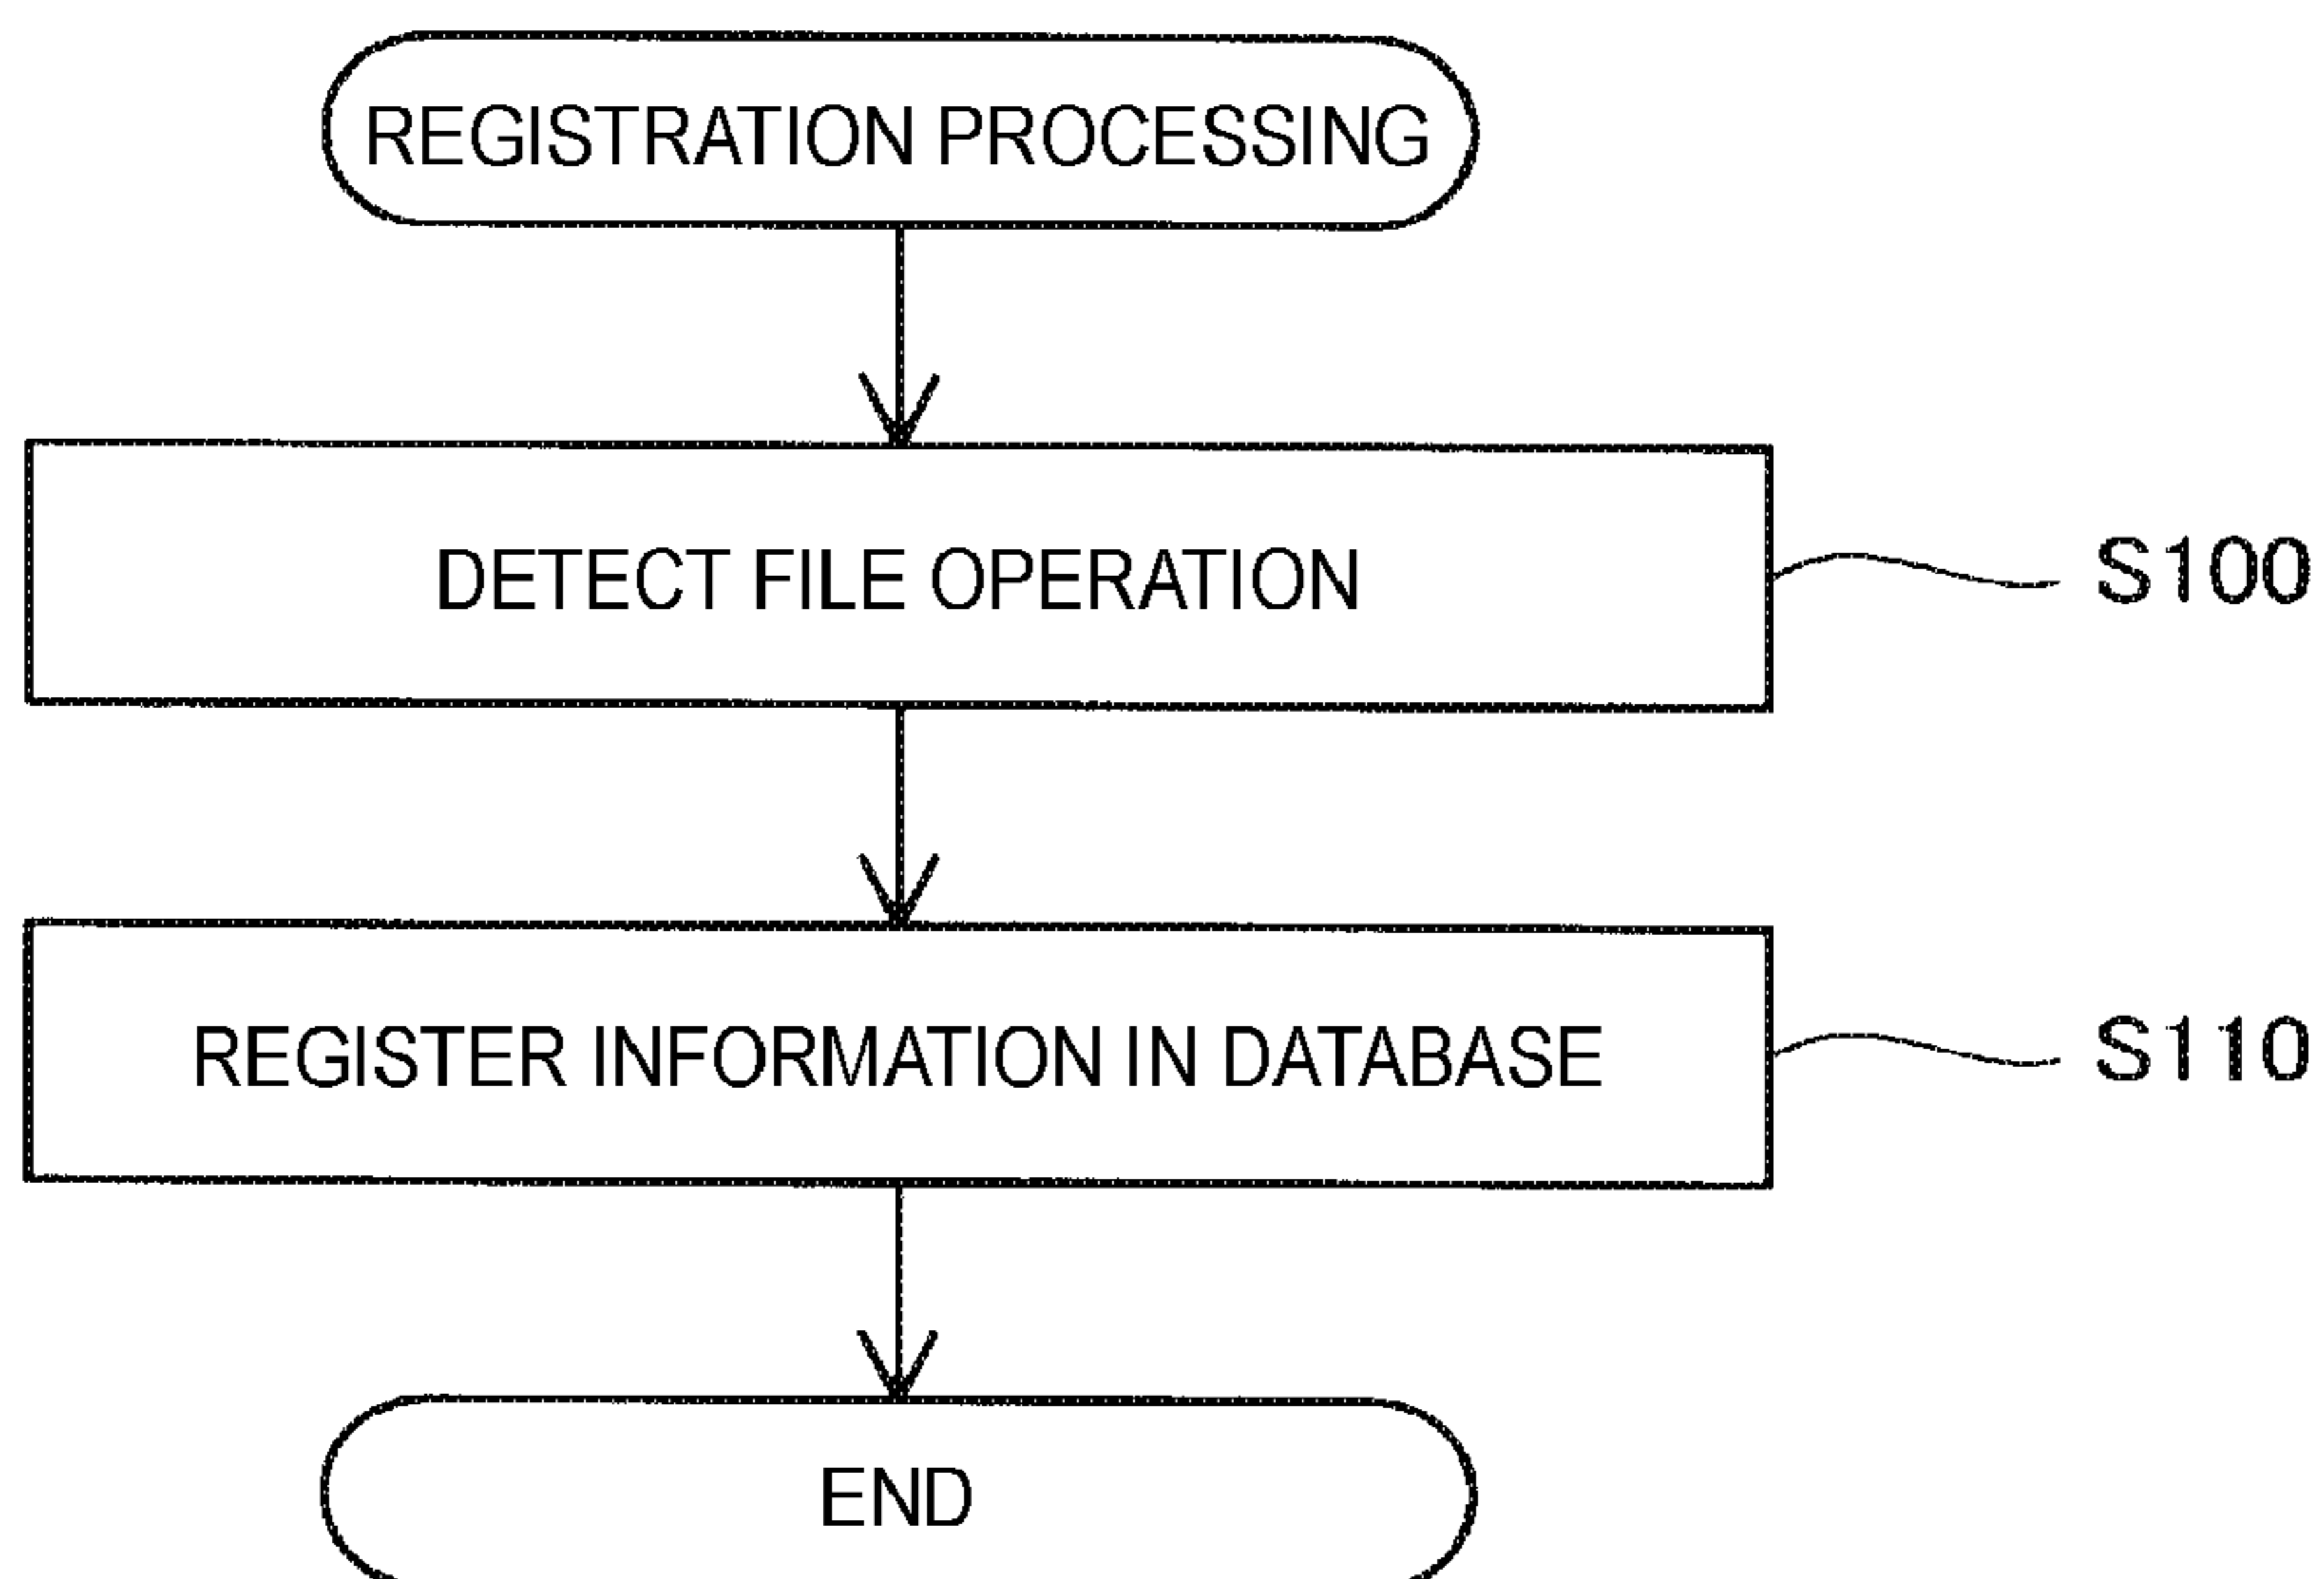 REGISTRATION PROCESSING
DETECT FILE OPERATION
S100
REGISTER INFORMATION IN DATABASE
S110
END